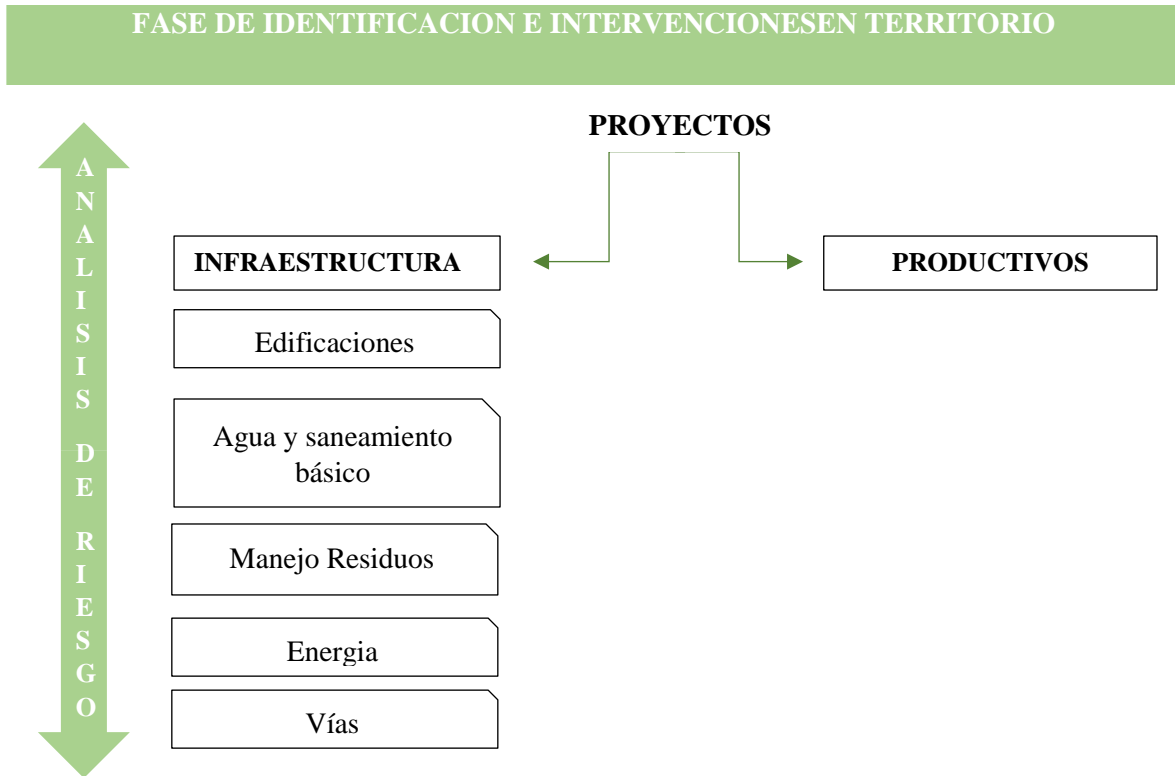 FASE DE IDENTIFICACION E INTERVENCIONESEN TERRITORIO
PROYECTOS
ANALISIS DE RIESGO
INFRAESTRUCTURA
PRODUCTIVOS
Edificaciones
Agua y saneamiento
básico
Manejo Residuos
Energia
Vías